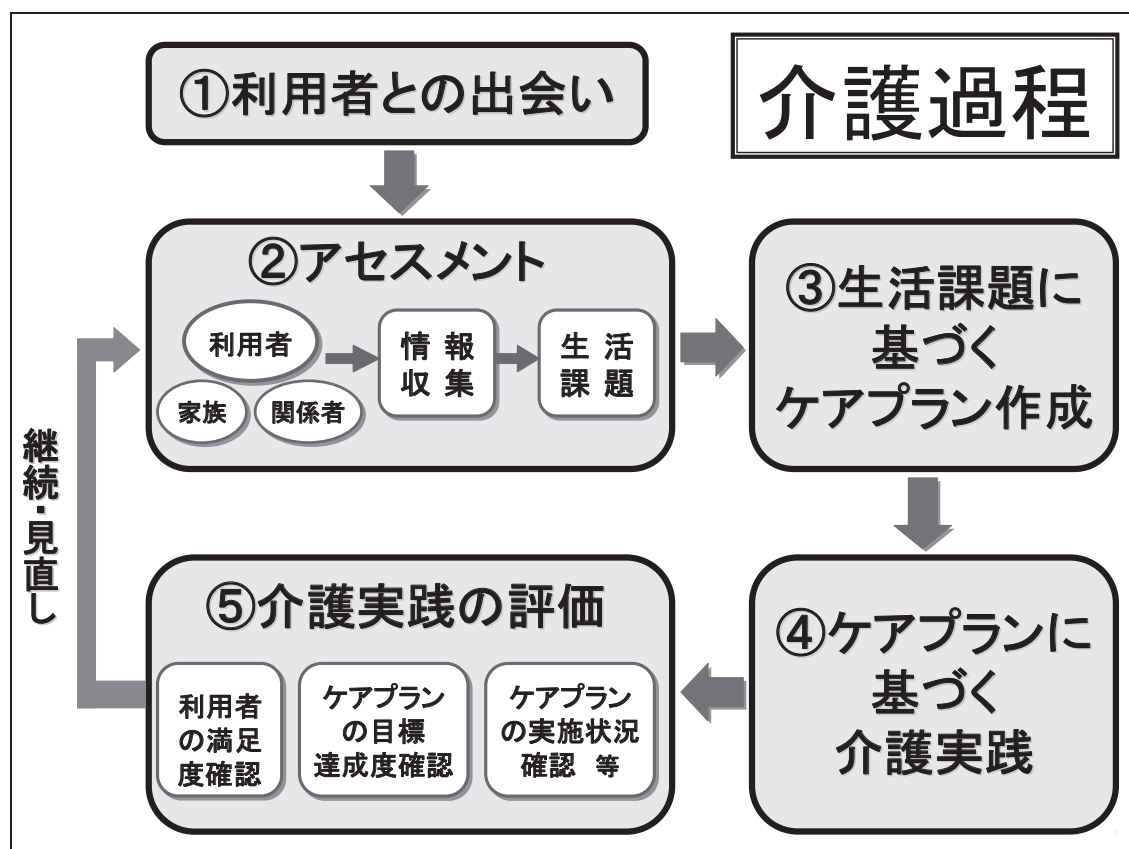 介護過程
①利用者との出会い
②アセスメント
利用者
家族
関係者
情報
収集
生活
課題
③生活課題に
基づく
ケアプラン作成
④ケアプランに
基づく
介護実践
⑤介護実践の評価
利用者
の満足
度確認
ケアプラン
の目標
達成度確認
ケアプラン
の実施状況
確認 等
継続・見直し